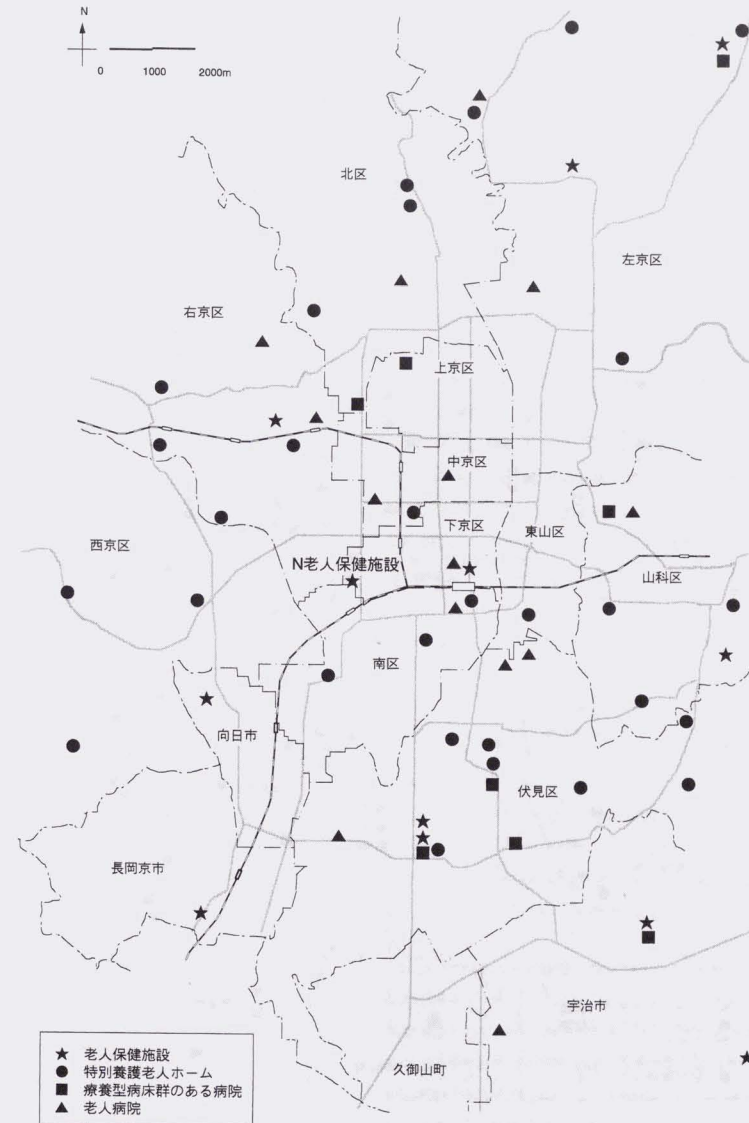 N
0 1000 2000m
北区
左京区
右京区
上京区
中京区
下京区
東山区
西京区
N老人保健施設
山科区
南区
向日市
伏見区
長岡京市
宇治市
久御山町
老人保健施設
特別養護老人ホーム
療養型病床群のある病院
老人病院